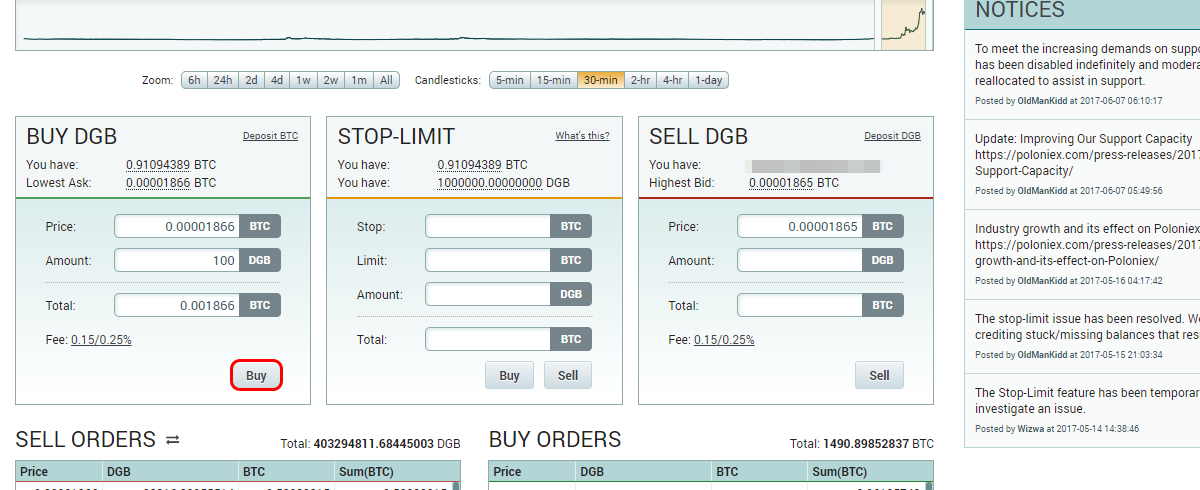 Zoom: 6h 24h 2d 4d 1w 2w 1m All Candlesticks: 5-min 15-min 30-min 2-hr 4-hr 1-day
BUY DGB Deposit BTC
You have: 0.91094389 BTC
Lowest Ask: 0.00001866 BTC
Price: 0.00001866 BTC
Amount: 100 DGB
Total: 0.001866 BTC
Fee: 0.15/0.25%
Buy
STOP-LIMIT What's this?
You have: 0.91094389 BTC
You have: 1000000.00000000 DGB
Stop: BTC
Limit: BTC
Amount: DGB
Total: BTC
Buy Sell
SELL DGB Deposit DGB
You have:
Highest Bid: 0.00001865 BTC
Price: 0.00001865 BTC
Amount: DGB
Total: BTC
Fee: 0.15/0.25%
Sell
SELL ORDERS Total: 403294811.68445003 DGB
Price DGB BTC Sum(BTC)
BUY ORDERS Total: 1490.89852837 BTC
Price DGB BTC Sum(BTC)
NOTICES
To meet the increasing demands on
has been disabled indefinitely and
reallocated to assist in support.
Posted by OldManKidd at 2017-06-07 06:10:17
Update: Improving Our Support Capacity
https://poloniex.com/press-releases/2017
Support-Capacity/
Posted by OldManKidd at 2017-06-07 05:49:56
Industry growth and its effect on Poloniex
https://poloniex.com/press-releases/2017
growth-and-its-effect-on-Poloniex/
Posted by OldManKidd at 2017-05-16 04:17:42
The stop-limit issue has been resolved.
crediting stuck/missing balances that
Posted by OldManKidd at 2017-05-15 21:03:34
The Stop-Limit feature has been
investigate an issue.
Posted by Wizwa at 2017-05-14 14:38:46